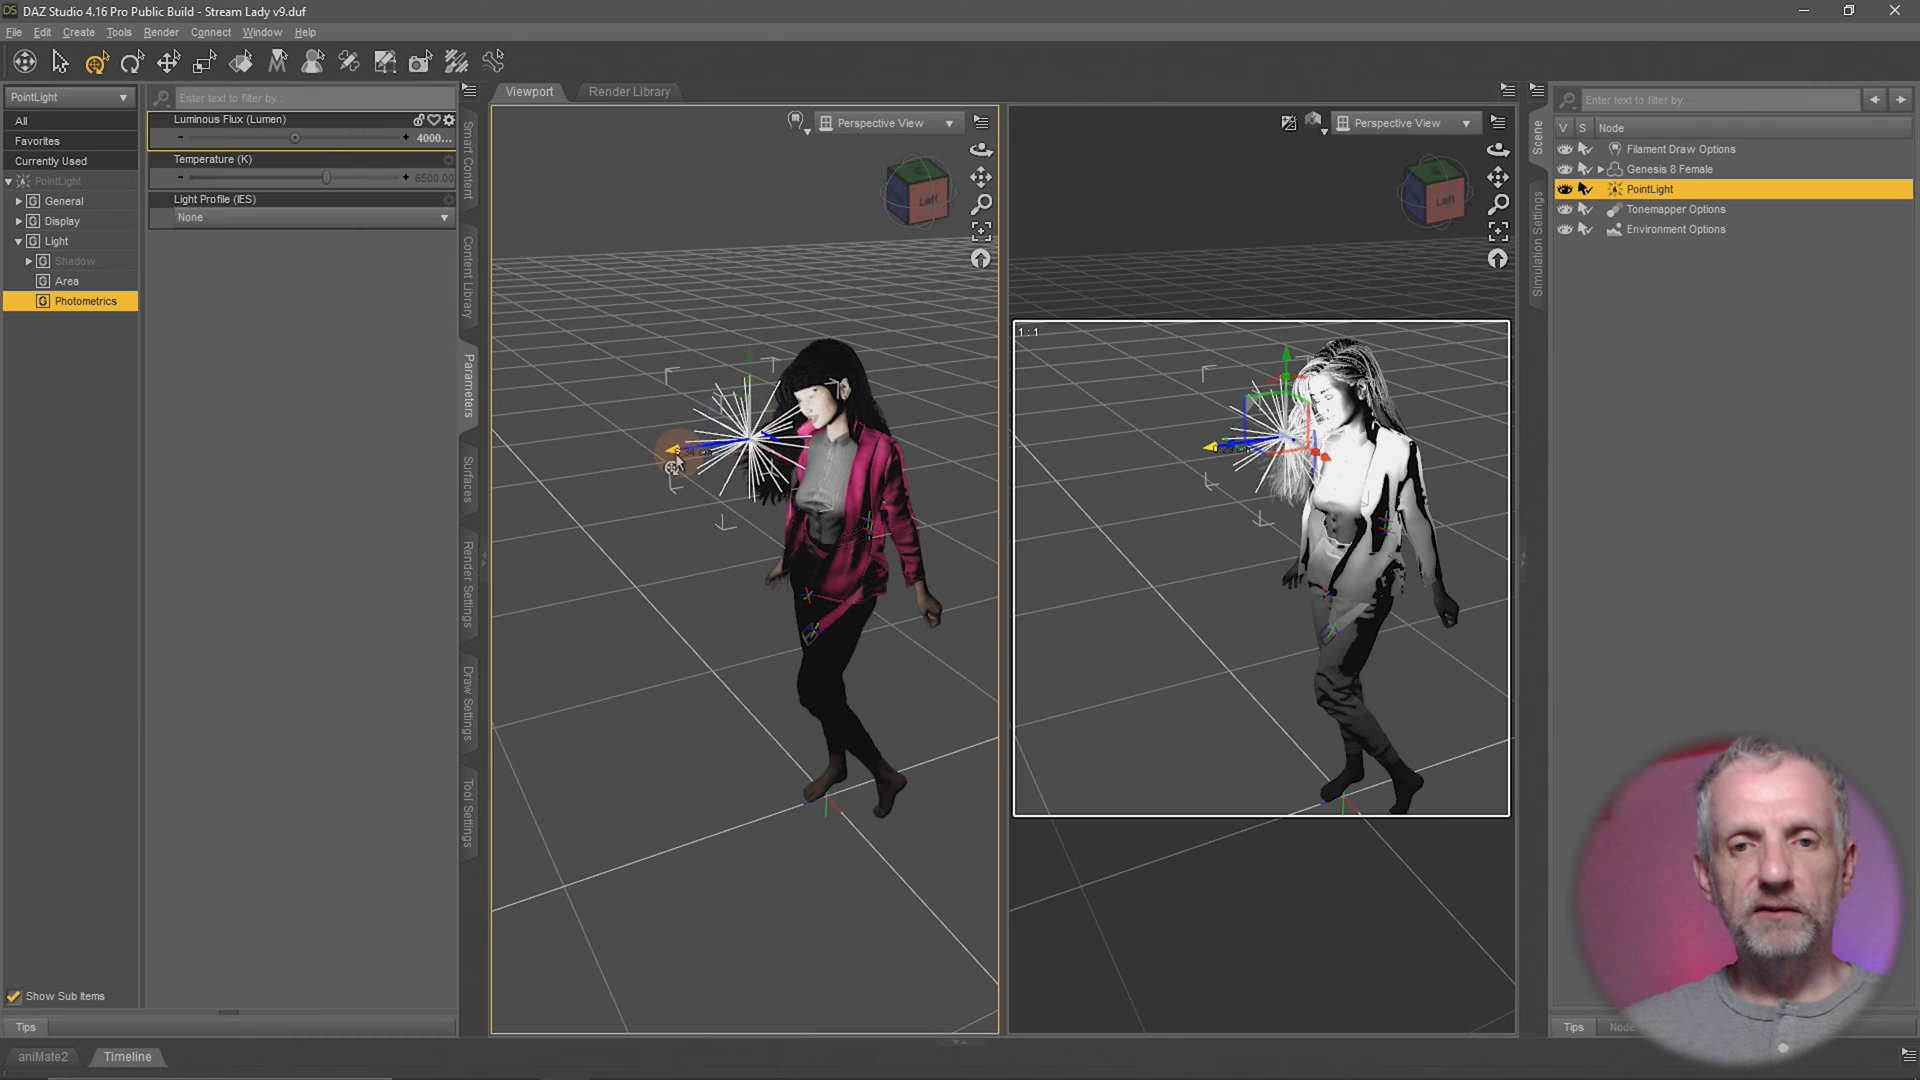 DAZ Studio 4.16 Pro Public Build - Stream Lady v9.duf
File Edit Create Tools Render Connect Window Help
PointLight
Enter text to filter by...
All
Favorites
Currently Used
PointLight
General
Display
Light
Shadow
Area
Photometrics
Luminous Flux (Lumen)
4000...
Temperature (K)
6500.00
Light Profile (IES)
None
Show Sub Items
Tips
aniMate2
Timeline
Smart Content
Content Library
Parameters
Surfaces
Render Settings
Draw Settings
Tool Settings
Viewport
Render Library
Perspective View
Left
Perspective View
Left
1 : 1
Scene
Simulation Settings
Enter text to filter by...
V S Node
Filament Draw Options
Genesis 8 Female
PointLight
Tonemapper Options
Environment Options
Tips
Node